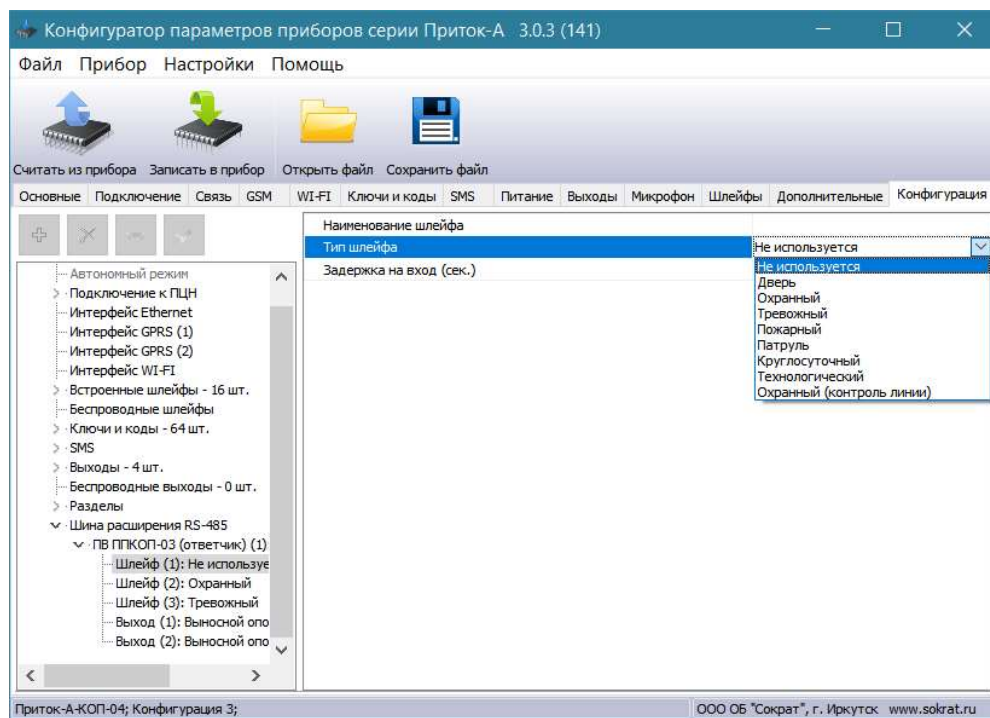 Конфигуратор параметров приборов серии Приток-А 3.0.3 (141)
Файл Прибор Настройки Помощь
Считать из прибора Записать в прибор Открыть файл Сохранить файл
Основные Подключение Связь GSM WI-FI Ключи и коды SMS Питание Выходы Микрофон Шлейфы Дополнительные Конфигурация
Автономный режим
Подключение к ПЦН
Интерфейс Ethernet
Интерфейс GPRS (1)
Интерфейс GPRS (2)
Интерфейс WI-FI
Встроенные шлейфы - 16 шт.
Беспроводные шлейфы
Ключи и коды - 64 шт.
SMS
Выходы - 4 шт.
Беспроводные выходы - 0 шт.
Разделы
Шина расширения RS-485
ПВ ППКОП-03 (ответчик) (1)
Шлейф (1): Не используе
Шлейф (2): Охранный
Шлейф (3): Тревожный
Выход (1): Выносной опо
Выход (2): Выносной опо
Наименование шлейфа
Тип шлейфа Не используется
Задержка на вход (сек.)
Не используется
Дверь
Охранный
Тревожный
Пожарный
Патруль
Круглосуточный
Технологический
Охранный (контроль линии)
Приток-А-КОП-04; Конфигурация 3; ООО ОБ "Сократ", г. Иркутск www.sokrat.ru